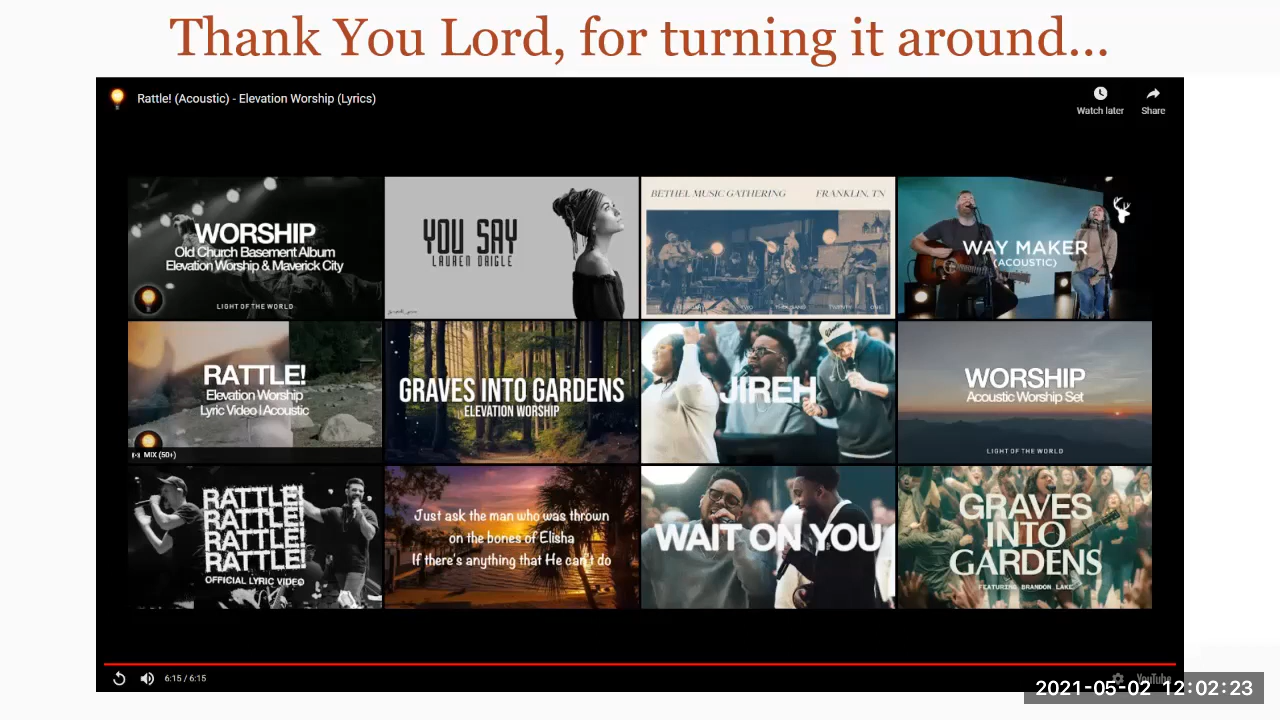 Thank You Lord, for turning it around...
Rattle! (Acoustic) - Elevation Worship (Lyrics)
Watch later
Share
WORSHIP
Old Church Basement Album
Elevation Worship & Maverick City
LIGHT OF THE WORLD
YOU SAY
LAUREN DAIGLE
BETHEL MUSIC GATHERING
FRANKLIN, TN
WAY MAKER
(ACOUSTIC)
RATTLE!
Elevation Worship
Lyric Video | Acoustic
MIX (50+)
GRAVES INTO GARDENS
ELEVATION WORSHIP
JIREH
WORSHIP
Acoustic Worship Set
LIGHT OF THE WORLD
RATTLE!
RATTLE!
RATTLE!
RATTLE!
OFFICIAL LYRIC VIDEO
Just ask the man who was thrown
on the bones of Elisha
If there's anything that He can't do
WAIT ON YOU
GRAVES
INTO
GARDENS
FEATURING BRANDON LAKE
6:15 / 6:15
YouTube
2021-05-02 12:02:23